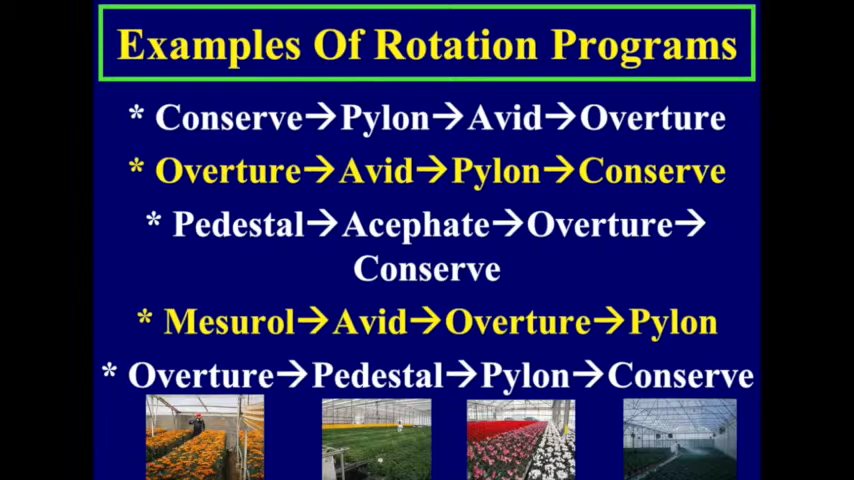 Examples Of Rotation Programs
* Conserve→Pylon→Avid→Overture
* Overture→Avid→Pylon→Conserve
* Pedestal→Acephate→Overture→
Conserve
* Mesurol→Avid→Overture→Pylon
* Overture→Pedestal→Pylon→Conserve